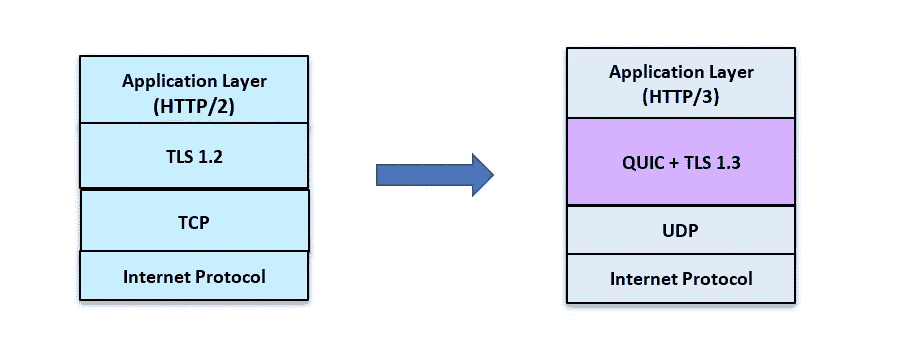 Application Layer
(HTTP/2)
TLS 1.2
TCP
Internet Protocol
Application Layer
(HTTP/3)
QUIC + TLS 1.3
UDP
Internet Protocol